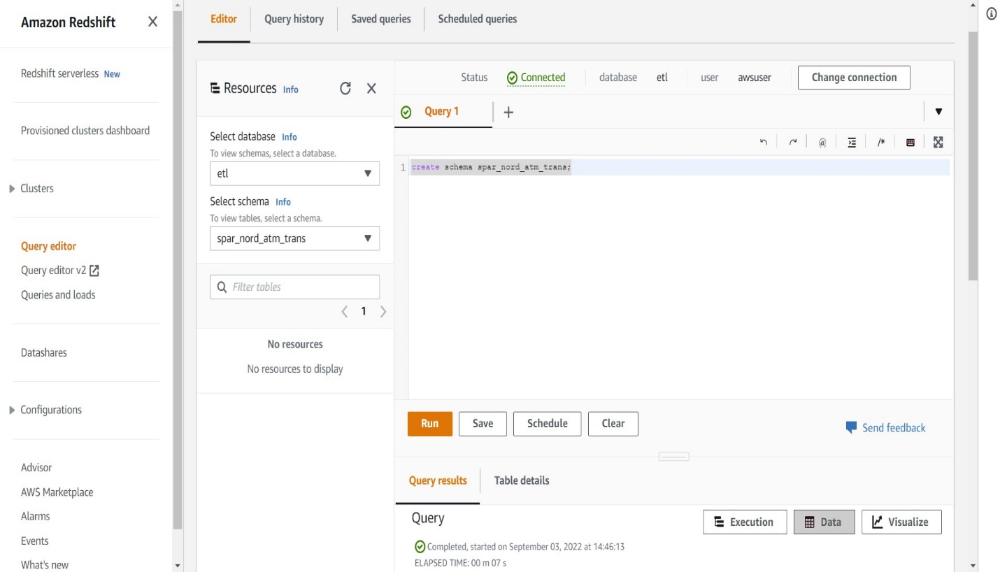 Amazon Redshift
Redshift serverless New
Provisioned clusters dashboard
Clusters
Query editor
Query editor v2
Queries and loads
Datashares
Configurations
Advisor
AWS Marketplace
Alarms
Events
What's new
Editor Query history Saved queries Scheduled queries
Resources Info
Select database Info
To view schemas, select a database.
etl
Select schema Info
To view tables, select a schema.
spar_nord_atm_trans
Filter tables
1
No resources
No resources to display
Status Connected database etl user awsuser Change connection
Query 1 +
@ /*
1 create schema spar_nord_atm_trans;
Run Save Schedule Clear
Send feedback
Query results Table details
Query
Execution Data Visualize
Completed, started on September 03, 2022 at 14:46:13
ELAPSED TIME: 00 m 07 s